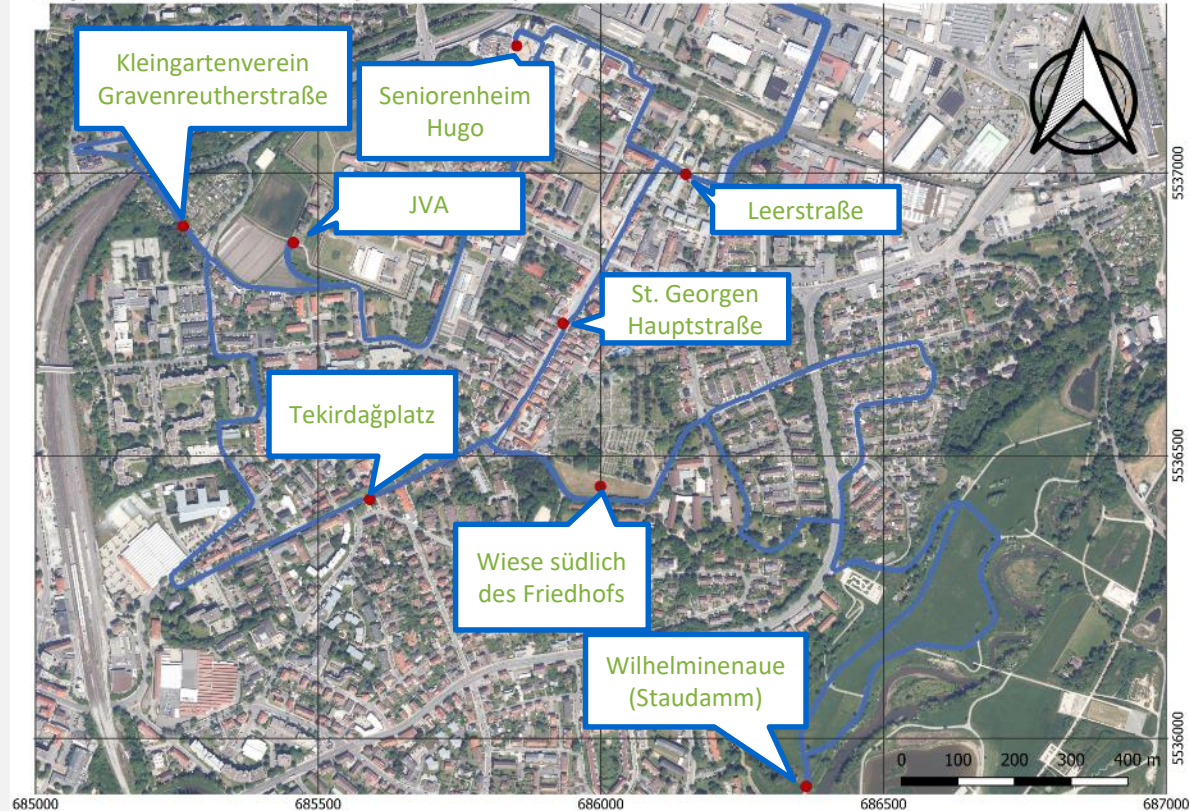 Kleingartenverein
Gravenreutherstraße
Seniorenheim
Hugo
JVA
Leerstraße
St. Georgen
Hauptstraße
Tekirdağplatz
Wiese südlich
des Friedhofs
Wilhelminenaue
(Staudamm)
5537000
5536500
5536000
0 100 200 300 400 m
685000 685500 686000 686500 687000